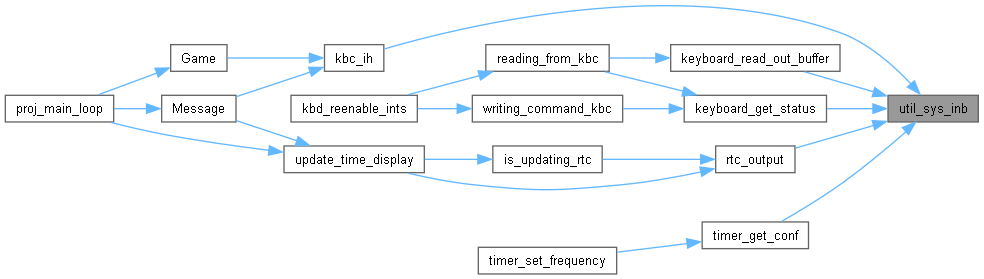 Game
kbc_ih
reading_from_kbc
keyboard_read_out_buffer
proj_main_loop
Message
kbd_reenable_ints
writing_command_kbc
keyboard_get_status
util_sys_inb
update_time_display
is_updating_rtc
rtc_output
timer_get_conf
timer_set_frequency